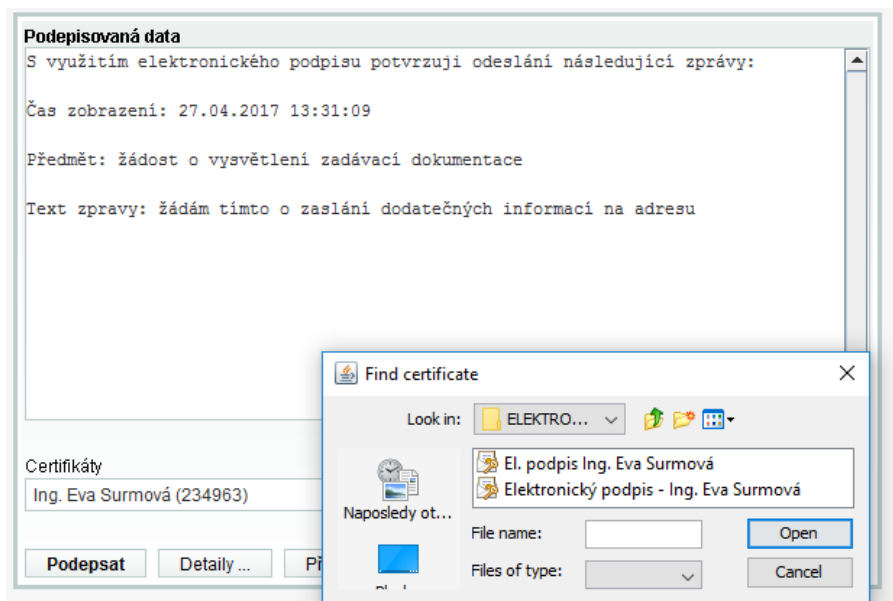 Podepisovaná data
S využitím elektronického podpisu potvrzuji odeslání následující zprávy:
Čas zobrazení: 27.04.2017 13:31:09
Předmět: žádost o vysvětlení zadávací dokumentace
Text zpravy: žádám tímto o zaslání dodatečných informací na adresu
Certifikáty
Ing. Eva Surmová (234963)
Podepsat
Detaily ...
Př
Find certificate
Look in:
ELEKTRO...
El. podpis Ing. Eva Surmová
Elektronický podpis - Ing. Eva Surmová
Naposledy ot...
File name:
Open
Files of type:
Cancel